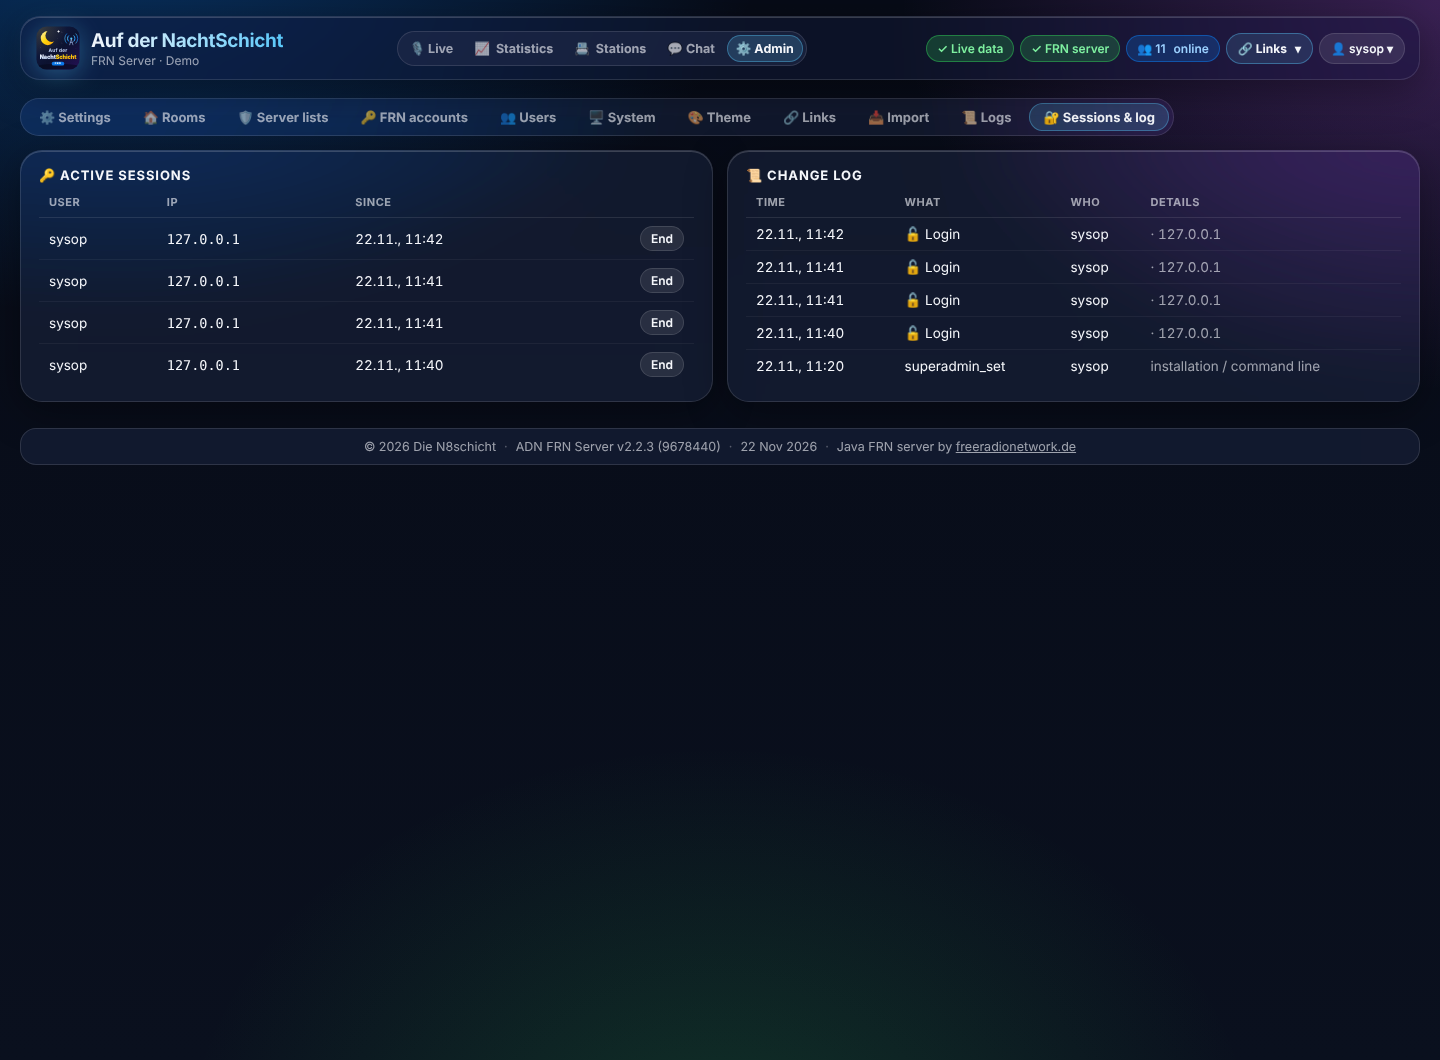 Auf der NachtSchicht
FRN Server · Demo
Live
Statistics
Stations
Chat
Admin
✓ Live data
✓ FRN server
11 online
Links ▾
sysop ▾
Auf der
NachtSchicht
Settings
Rooms
Server lists
FRN accounts
Users
System
Theme
Links
Import
Logs
Sessions & log
ACTIVE SESSIONS
USER IP SINCE
sysop 127.0.0.1 22.11., 11:42 End
sysop 127.0.0.1 22.11., 11:41 End
sysop 127.0.0.1 22.11., 11:41 End
sysop 127.0.0.1 22.11., 11:40 End
CHANGE LOG
TIME WHAT WHO DETAILS
22.11., 11:42 Login sysop · 127.0.0.1
22.11., 11:41 Login sysop · 127.0.0.1
22.11., 11:41 Login sysop · 127.0.0.1
22.11., 11:40 Login sysop · 127.0.0.1
22.11., 11:20 superadmin_set sysop installation / command line
© 2026 Die N8schicht · ADN FRN Server v2.2.3 (9678440) · 22 Nov 2026 · Java FRN server by freeradionetwork.de